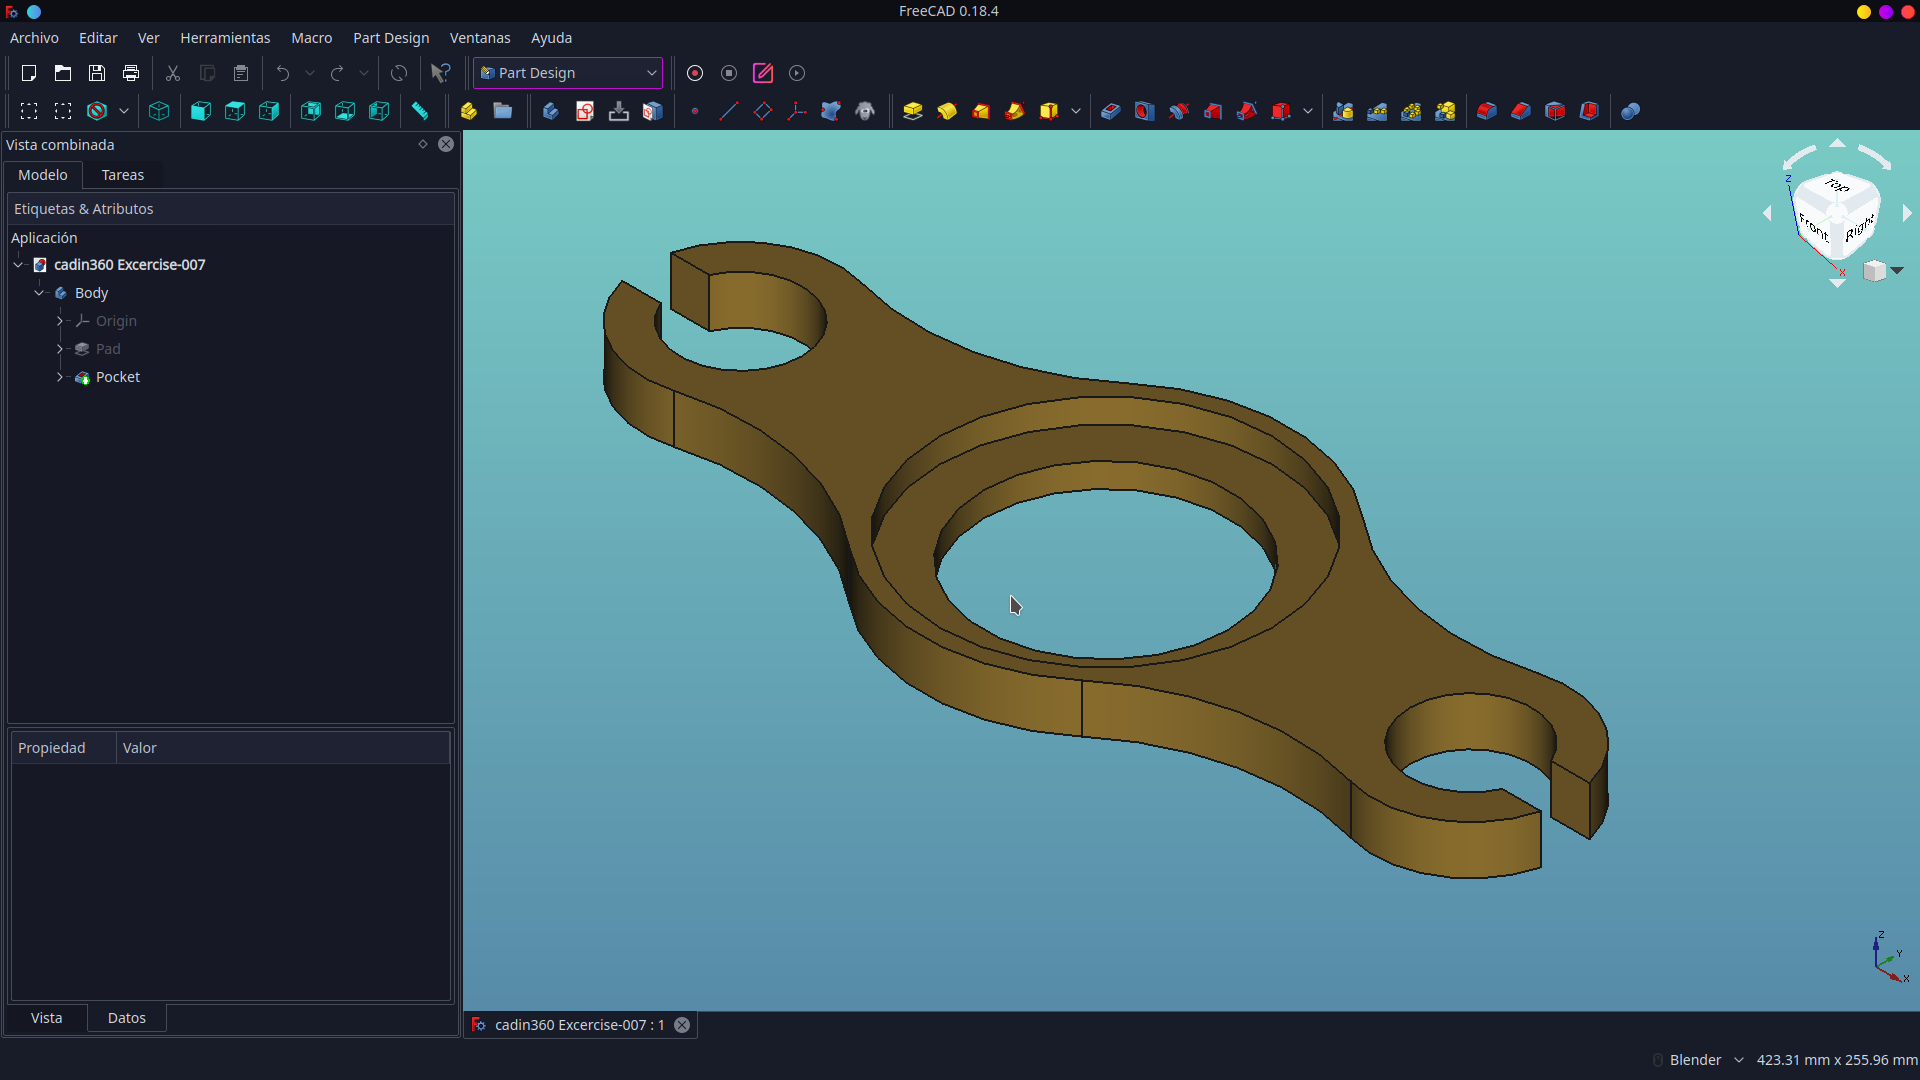 FreeCAD 0.18.4
Archivo Editar Ver Herramientas Macro Part Design Ventanas Ayuda
Part Design
Vista combinada
Modelo Tareas
Etiquetas & Atributos
Aplicación
cadin360 Excercise-007
Body
Origin
Pad
Pocket
Propiedad Valor
Vista Datos
Top
Front
Right
Z
X
Z
Y
X
cadin360 Excercise-007 : 1
Blender 423.31 mm x 255.96 mm